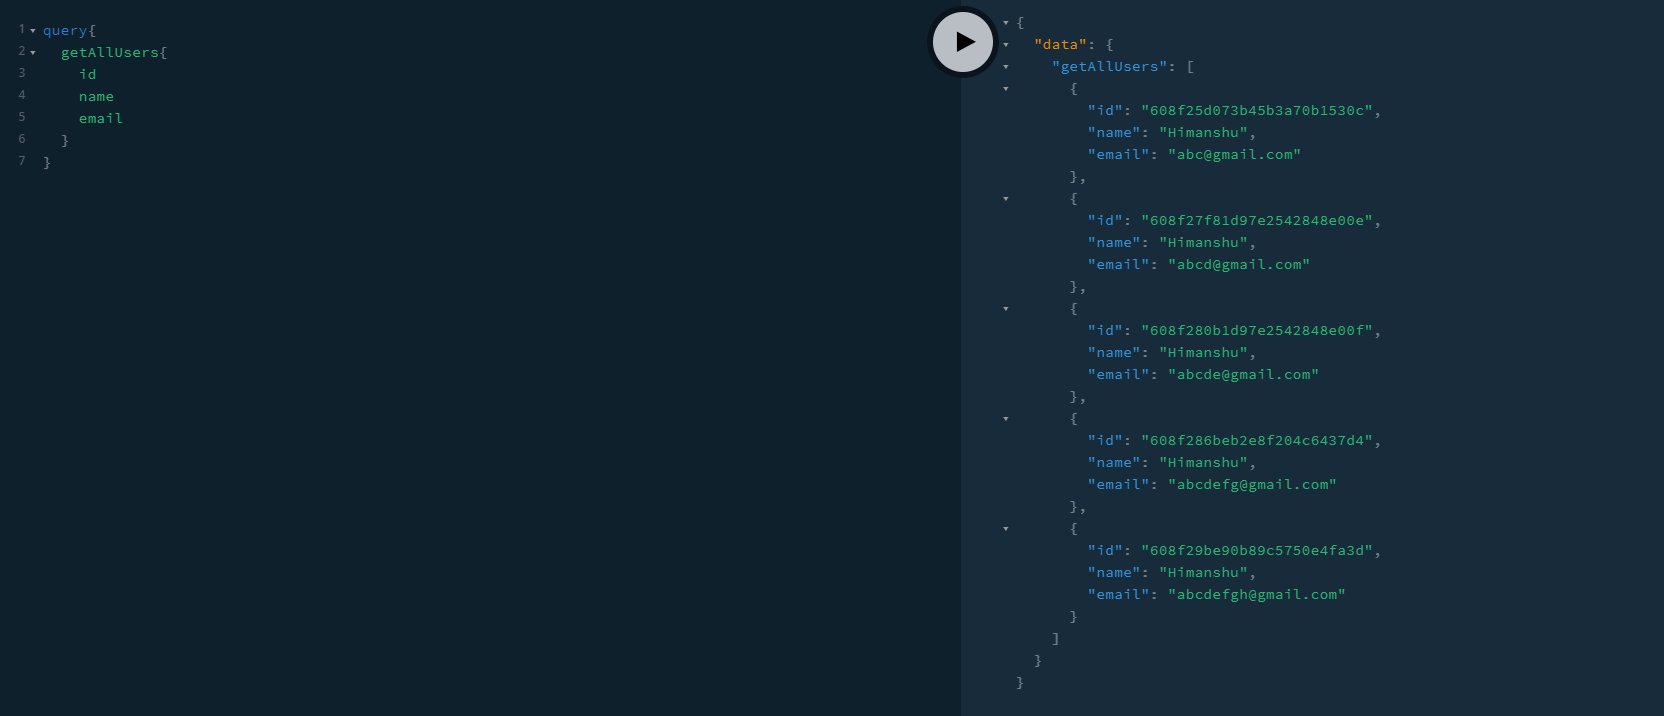 1 query{
2 getAllUsers{
3 id
4 name
5 email
6 }
7 }
{
"data": {
"getAllUsers": [
{
"id": "608f25d073b45b3a70b1530c",
"name": "Himanshu",
"email": "abc@gmail.com"
},
{
"id": "608f27f81d97e2542848e00e",
"name": "Himanshu",
"email": "abcd@gmail.com"
},
{
"id": "608f280b1d97e2542848e00f",
"name": "Himanshu",
"email": "abcde@gmail.com"
},
{
"id": "608f286beb2e8f204c6437d4",
"name": "Himanshu",
"email": "abcdefg@gmail.com"
},
{
"id": "608f29be90b89c5750e4fa3d",
"name": "Himanshu",
"email": "abcdefgh@gmail.com"
}
]
}
}